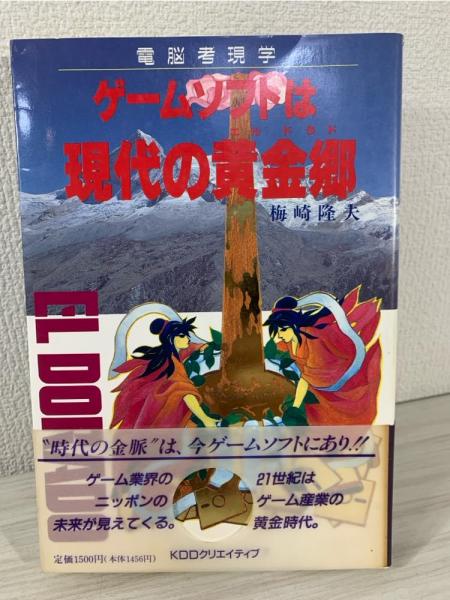 電脳考現学
ゲームソフトは
エル ドラド
現代の黄金郷
梅崎隆夫
EL DORADO
"時代の金脈"は、今ゲームソフトにあり!!
ゲーム業界の
ニッポンの
未来が見えてくる。
21世紀は
ゲーム産業の
黄金時代。
定価1500円(本体1456円)
KDDクリエイティブ